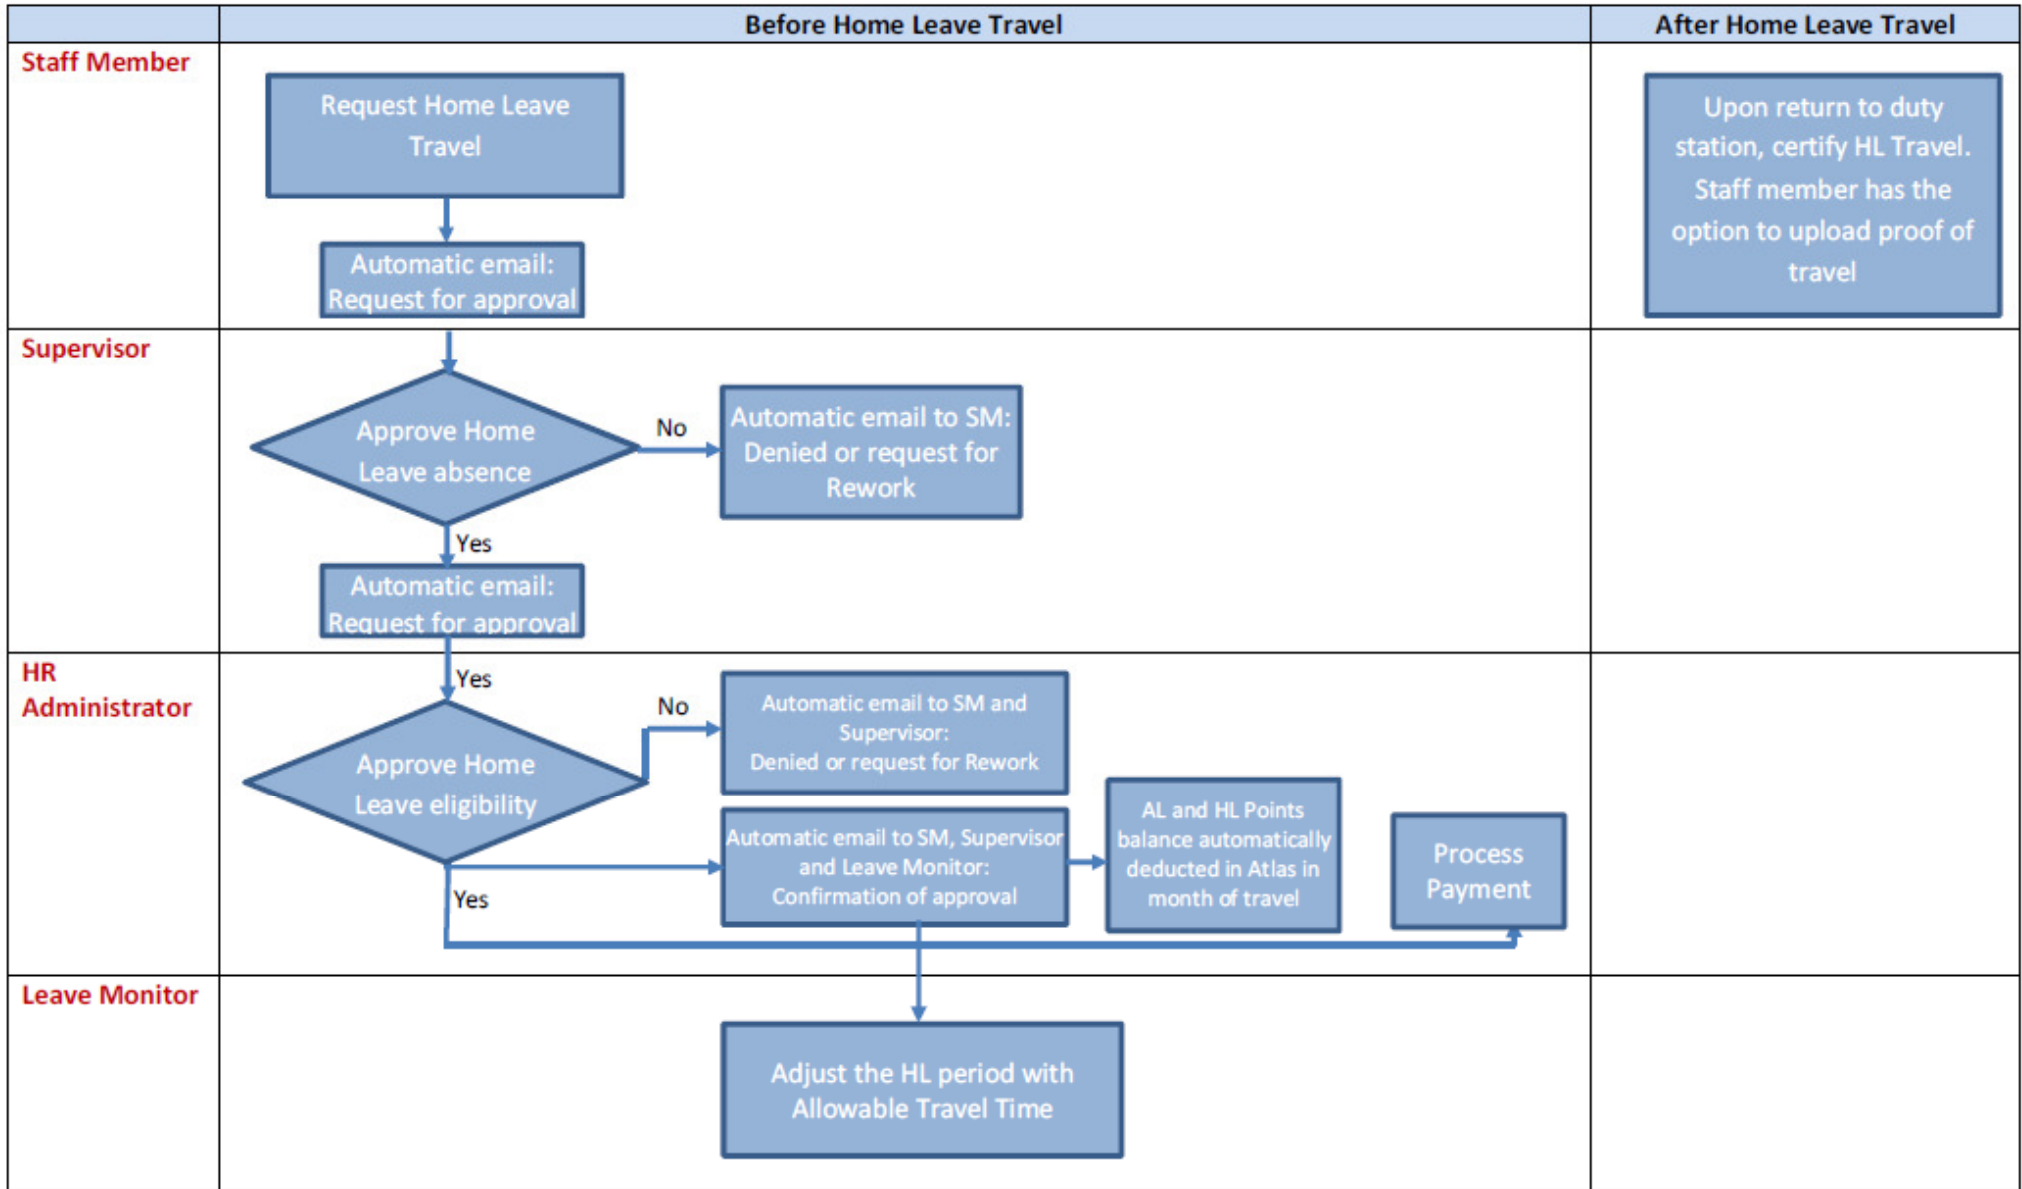 Before Home Leave Travel
After Home Leave Travel
Staff Member
Request Home Leave
Travel
Automatic email:
Request for approval
Upon return to duty
station, certify HL Travel.
Staff member has the
option to upload proof of
travel
Supervisor
Approve Home
Leave absence
No
Automatic email to SM:
Denied or request for
Rework
Yes
Automatic email:
Request for approval
HR
Administrator
Yes
Approve Home
Leave eligibility
No
Automatic email to SM and
Supervisor:
Denied or request for Rework
Yes
Automatic email to SM, Supervisor
and Leave Monitor:
Confirmation of approval
AL and HL Points
balance automatically
deducted in Atlas in
month of travel
Process
Payment
Leave Monitor
Adjust the HL period with
Allowable Travel Time